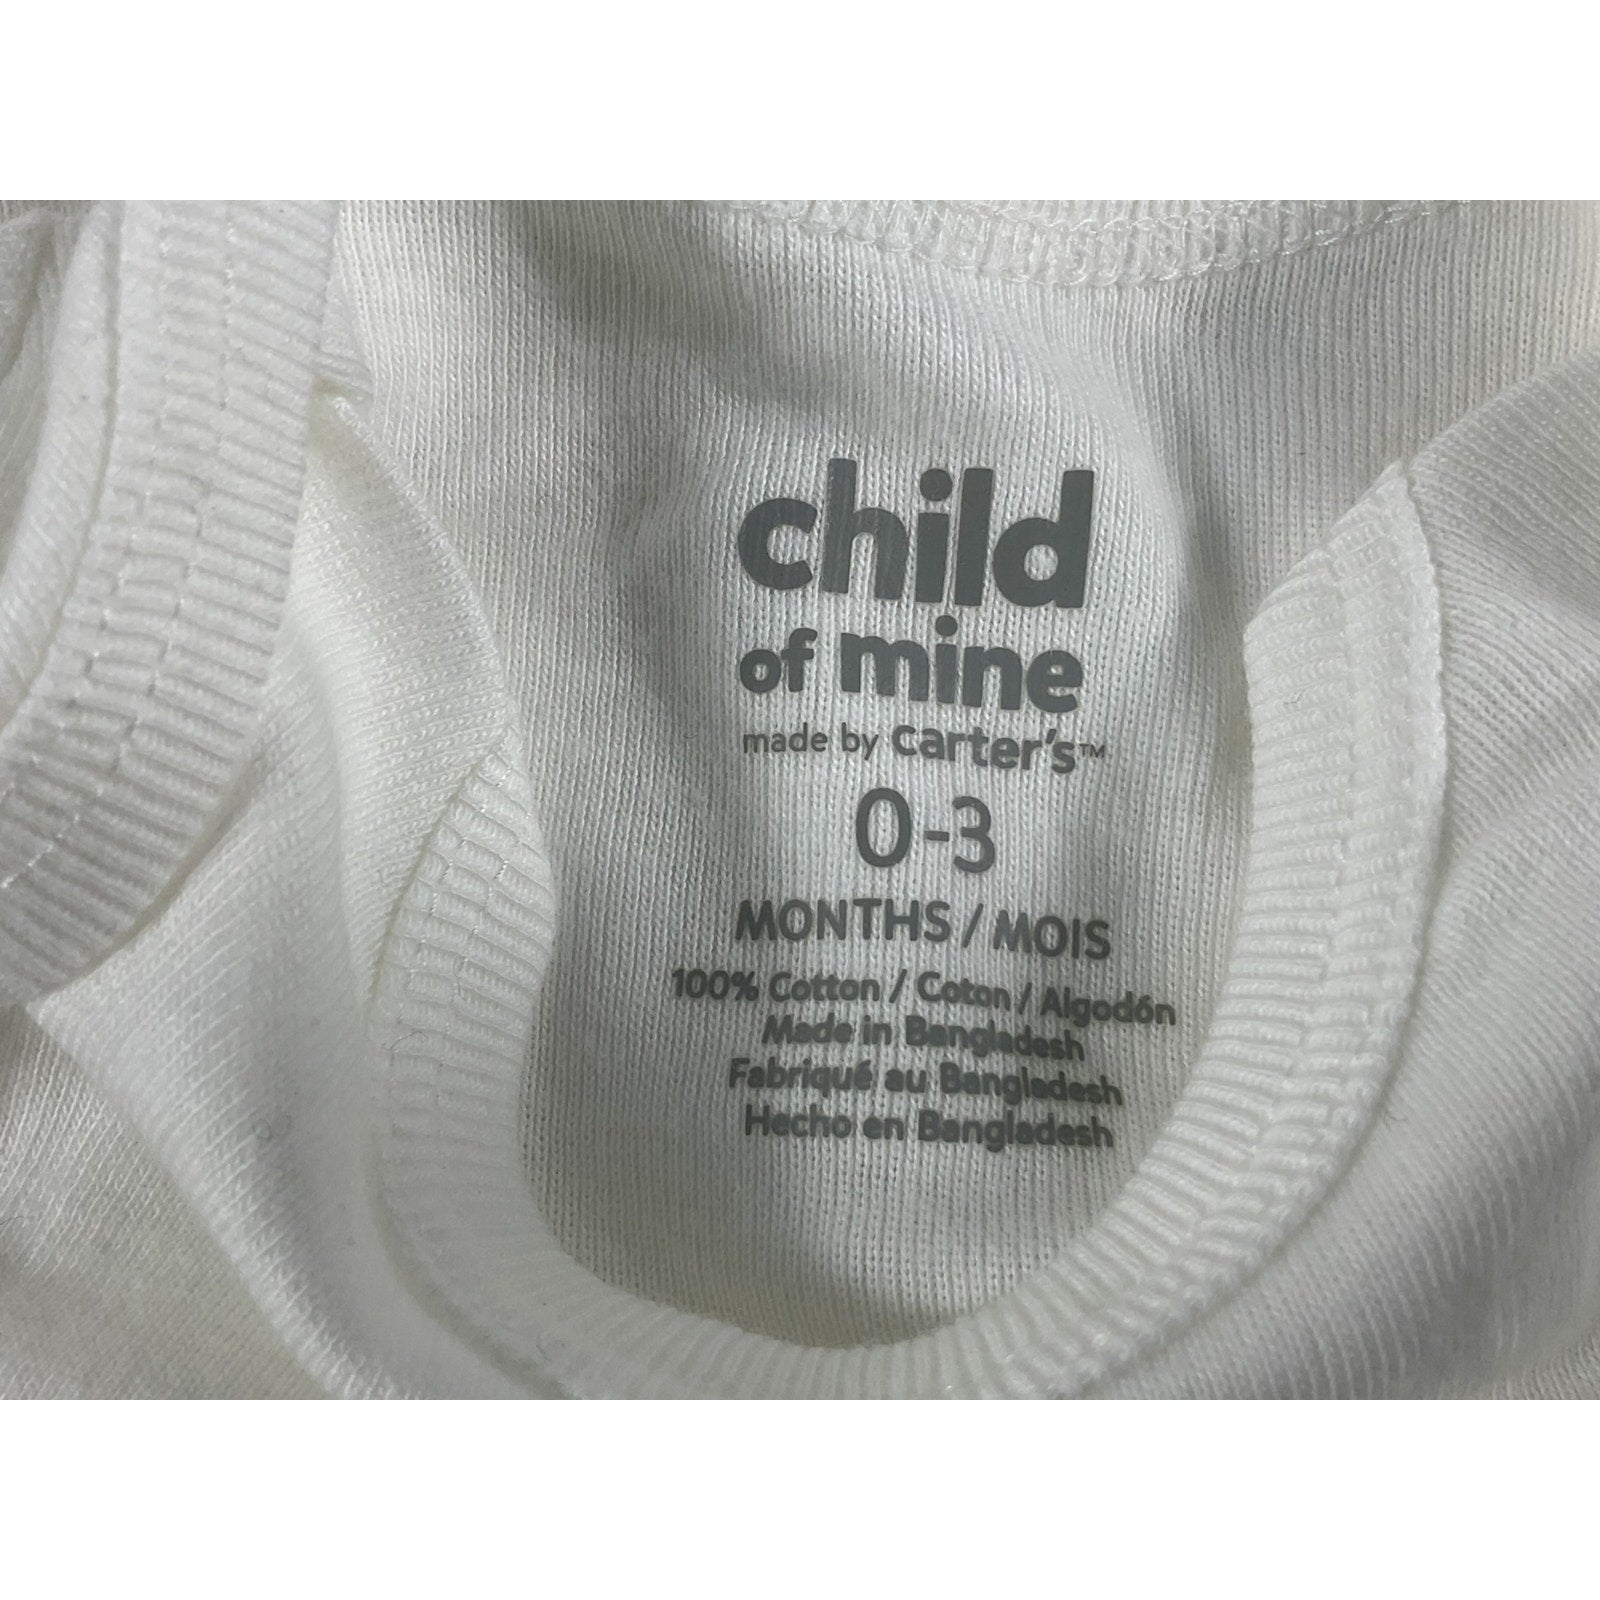 child
of mine
made by Carter's™
0-3
MONTHS / MOIS
100% Cotton / Coton / Algodón
Made in Bangladesh
Fabriqué au Bangladesh
Hecho en Bangladesh